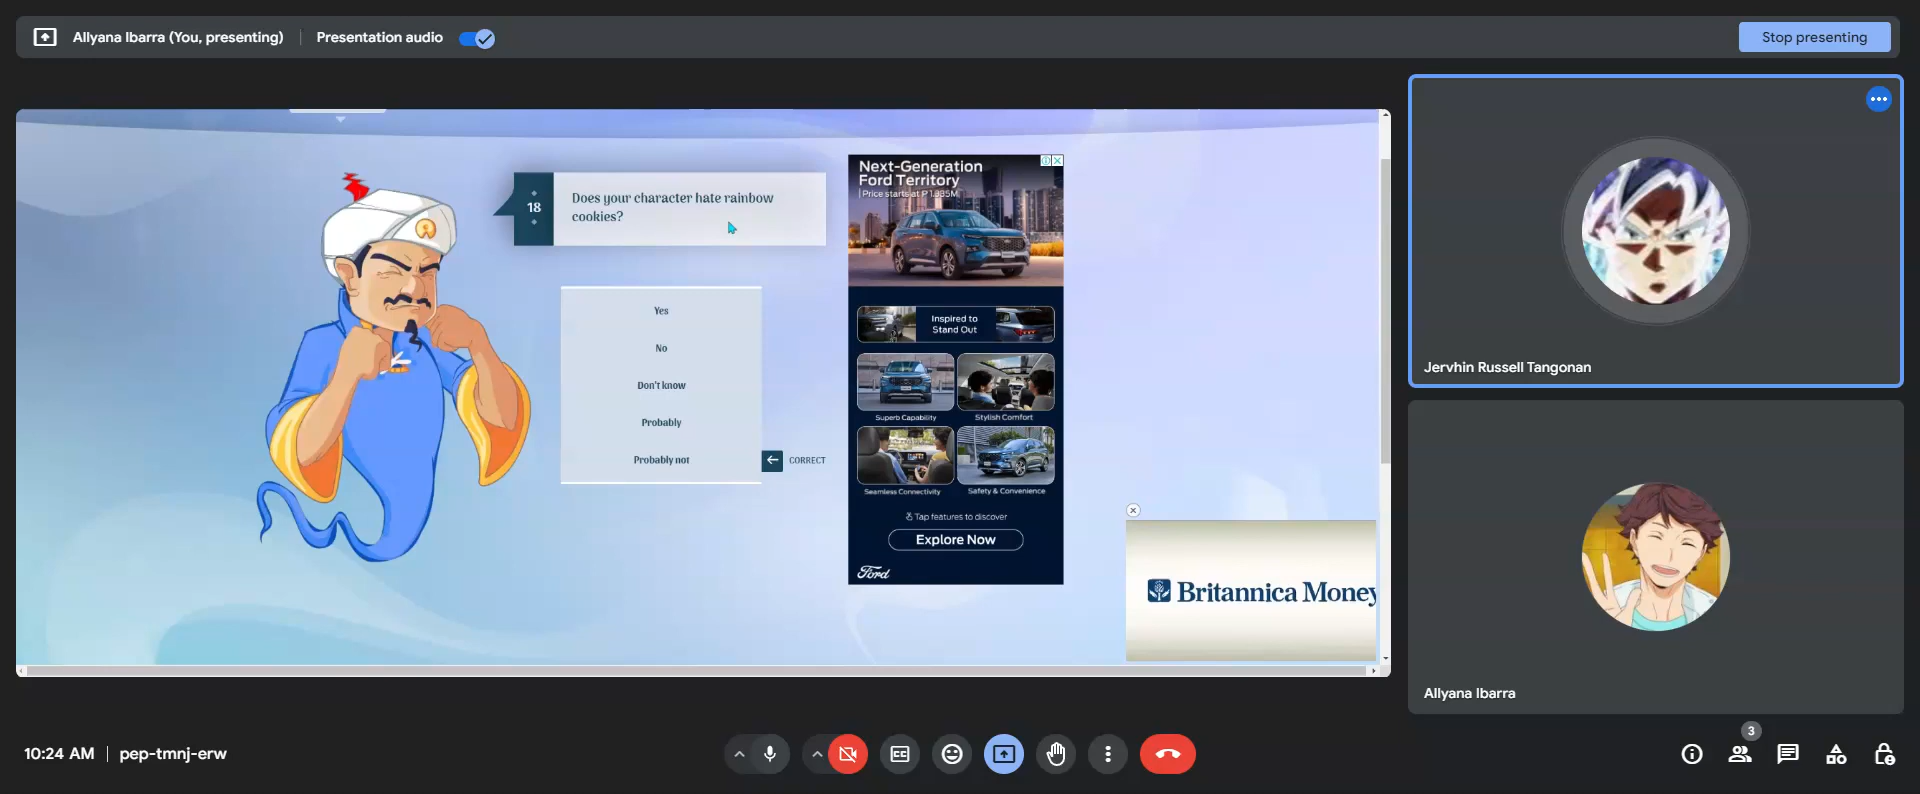 Allyana Ibarra (You, presenting)
Presentation audio
Stop presenting
18
Does your character hate rainbow
cookies?
Yes
No
Don't know
Probably
Probably not
CORRECT
Next-Generation
Ford Territory
Price starts at ₱ 1.335M
Inspired to
Stand Out
Superb Capability
Stylish Comfort
Seamless Connectivity
Safety & Convenience
Tap features to discover
Explore Now
Ford
Britannica Money
Jervhin Russell Tangonan
Allyana Ibarra
10:24 AM
pep-tmnj-erw
CC
3